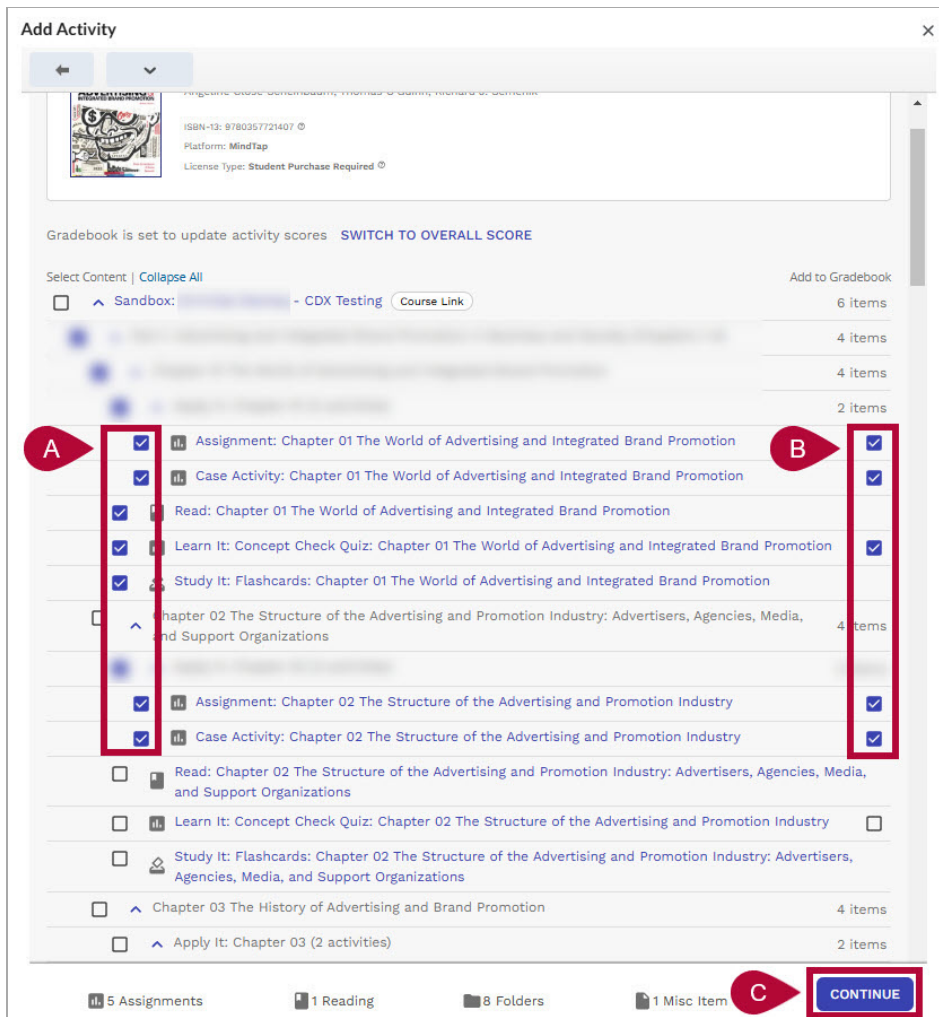 Add Activity
ADVERTISING
INTEGRATED BRAND PROMOTION
ISBN-13: 9780357721407
Platform: MindTap
License Type: Student Purchase Required
Gradebook is set to update activity scores SWITCH TO OVERALL SCORE
Select Content | Collapse All Add to Gradebook
Sandbox: - CDX Testing Course Link 6 items
4 items
4 items
2 items
A
B
Assignment: Chapter 01 The World of Advertising and Integrated Brand Promotion
Case Activity: Chapter 01 The World of Advertising and Integrated Brand Promotion
Read: Chapter 01 The World of Advertising and Integrated Brand Promotion
Learn It: Concept Check Quiz: Chapter 01 The World of Advertising and Integrated Brand Promotion
Study It: Flashcards: Chapter 01 The World of Advertising and Integrated Brand Promotion
Chapter 02 The Structure of the Advertising and Promotion Industry: Advertisers, Agencies, Media,
and Support Organizations 4 items
Assignment: Chapter 02 The Structure of the Advertising and Promotion Industry
Case Activity: Chapter 02 The Structure of the Advertising and Promotion Industry
Read: Chapter 02 The Structure of the Advertising and Promotion Industry: Advertisers, Agencies, Media,
and Support Organizations
Learn It: Concept Check Quiz: Chapter 02 The Structure of the Advertising and Promotion Industry
Study It: Flashcards: Chapter 02 The Structure of the Advertising and Promotion Industry: Advertisers,
Agencies, Media, and Support Organizations
Chapter 03 The History of Advertising and Brand Promotion 4 items
Apply It: Chapter 03 (2 activities) 2 items
5 Assignments 1 Reading 8 Folders 1 Misc Item C CONTINUE